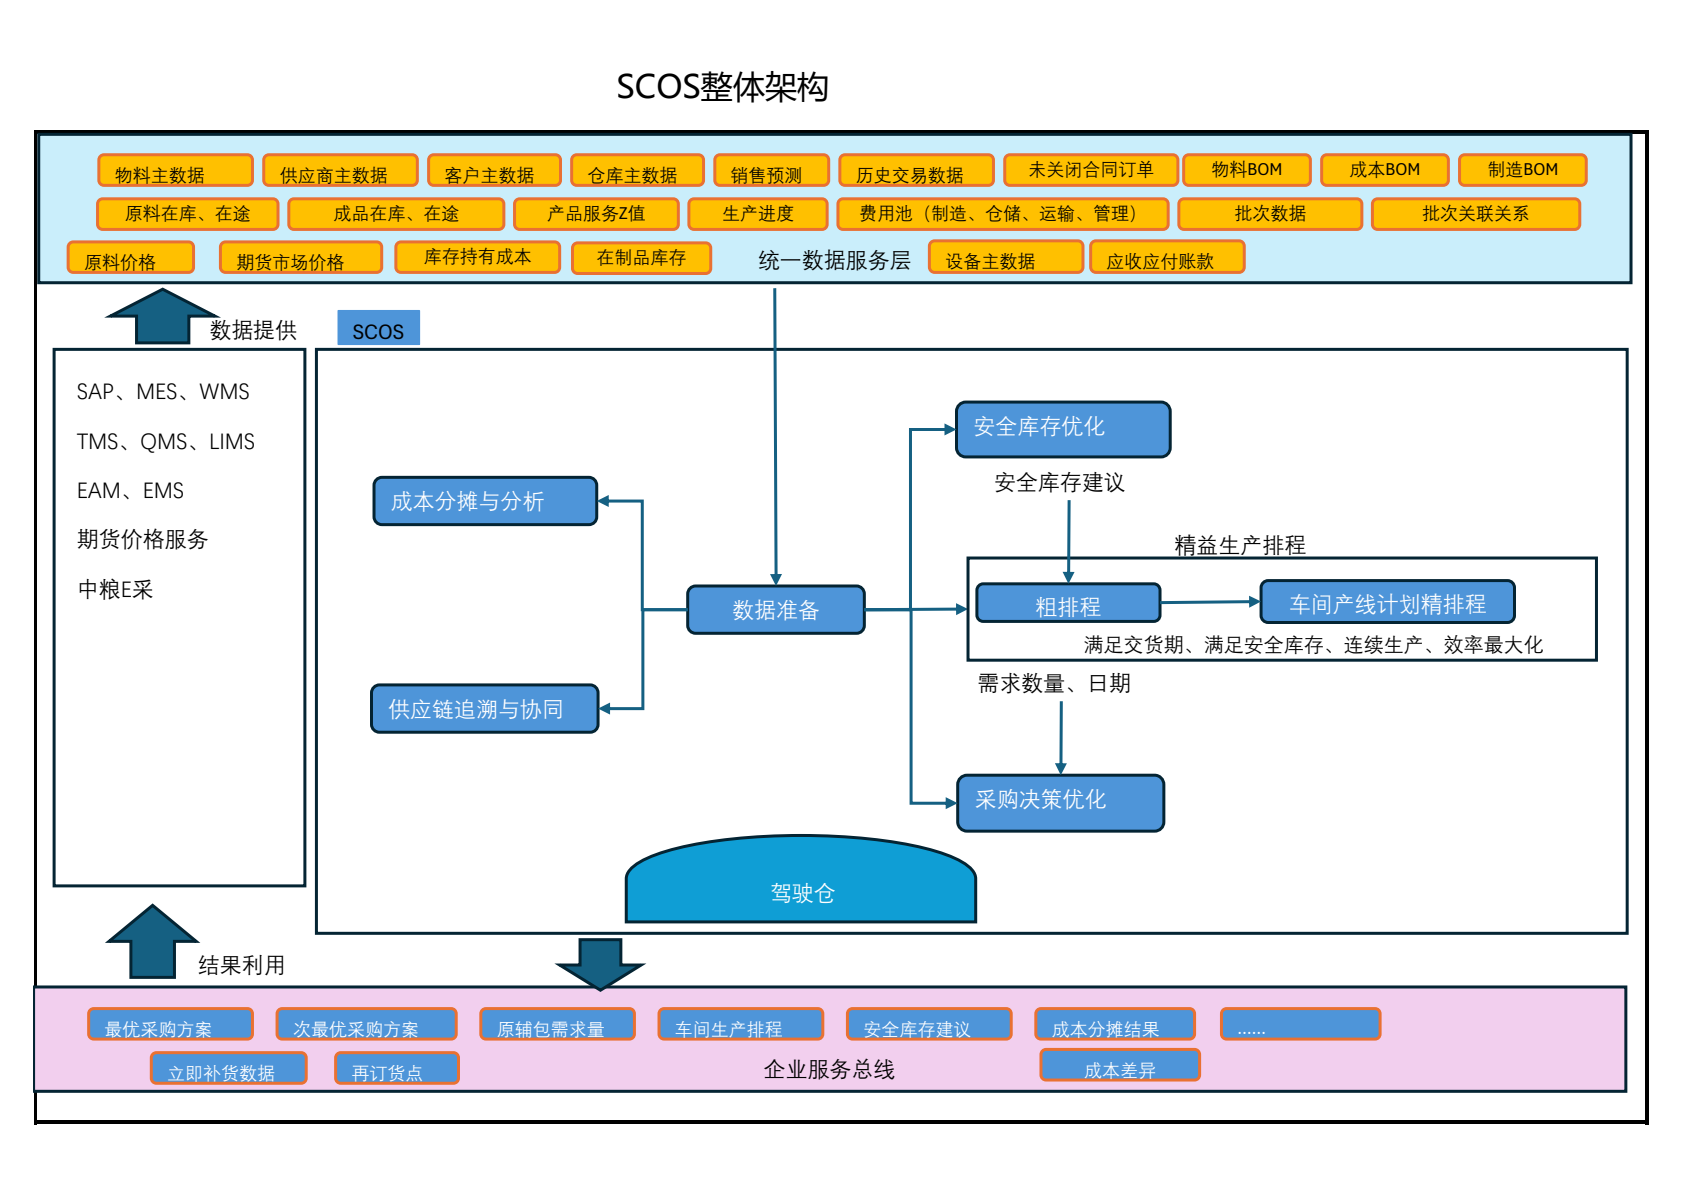 SCOS整体架构
物料主数据 供应商主数据 客户主数据 仓库主数据 销售预测 历史交易数据 未关闭合同订单 物料BOM 成本BOM 制造BOM
原料在库、在途 成品在库、在途 产品服务Z值 生产进度 费用池（制造、仓储、运输、管理） 批次数据 批次关联关系
原料价格 期货市场价格 库存持有成本 在制品库存 统一数据服务层 设备主数据 应收应付账款
数据提供
SCOS
SAP、MES、WMS
TMS、QMS、LIMS
EAM、EMS
期货价格服务
中粮E采
安全库存优化
安全库存建议
成本分摊与分析
精益生产排程
数据准备
粗排程
车间产线计划精排程
满足交货期、满足安全库存、连续生产、效率最大化
需求数量、日期
供应链追溯与协同
采购决策优化
驾驶仓
结果利用
最优采购方案 次最优采购方案 原辅包需求量 车间生产排程 安全库存建议 成本分摊结果 ......
立即补货数据 再订货点 企业服务总线 成本差异